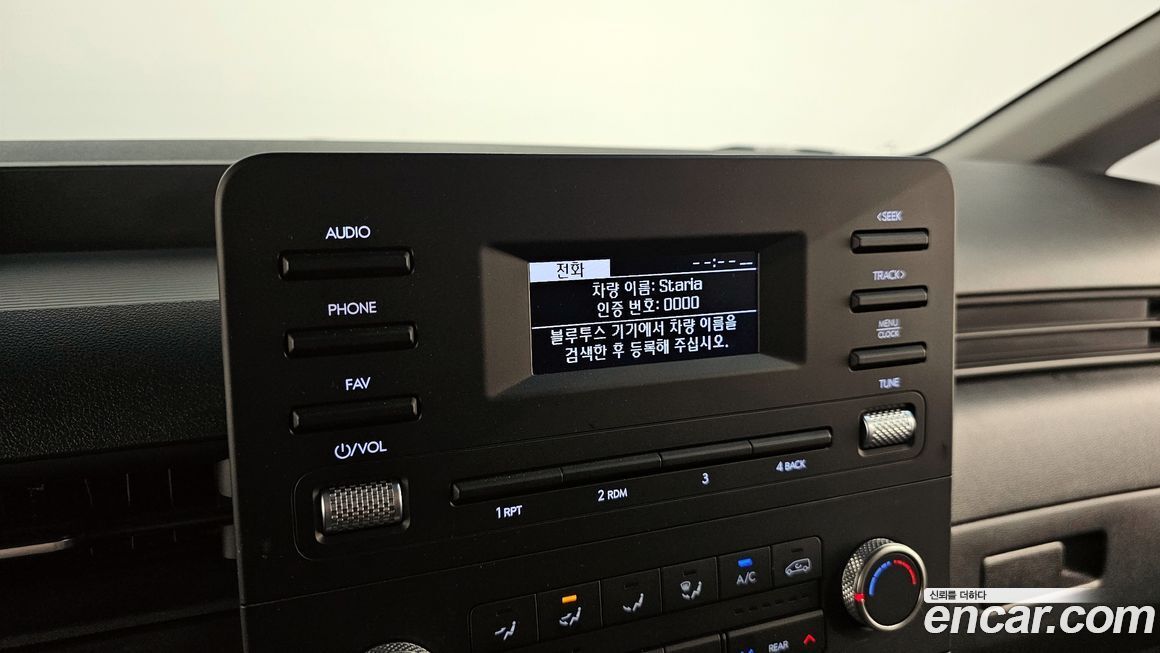 AUDIO
PHONE
FAV
/VOL
전화
--:--
차량 이름: Staria
인증 번호: 0000
블루투스 기기에서 차량 이름을
검색한 후 등록해 주십시오.
<SEEK
TRACK>
MENU
CLOCK
TUNE
1 RPT
2 RDM
3
4 BACK
A/C
REAR
신뢰를 더하다
encar.com